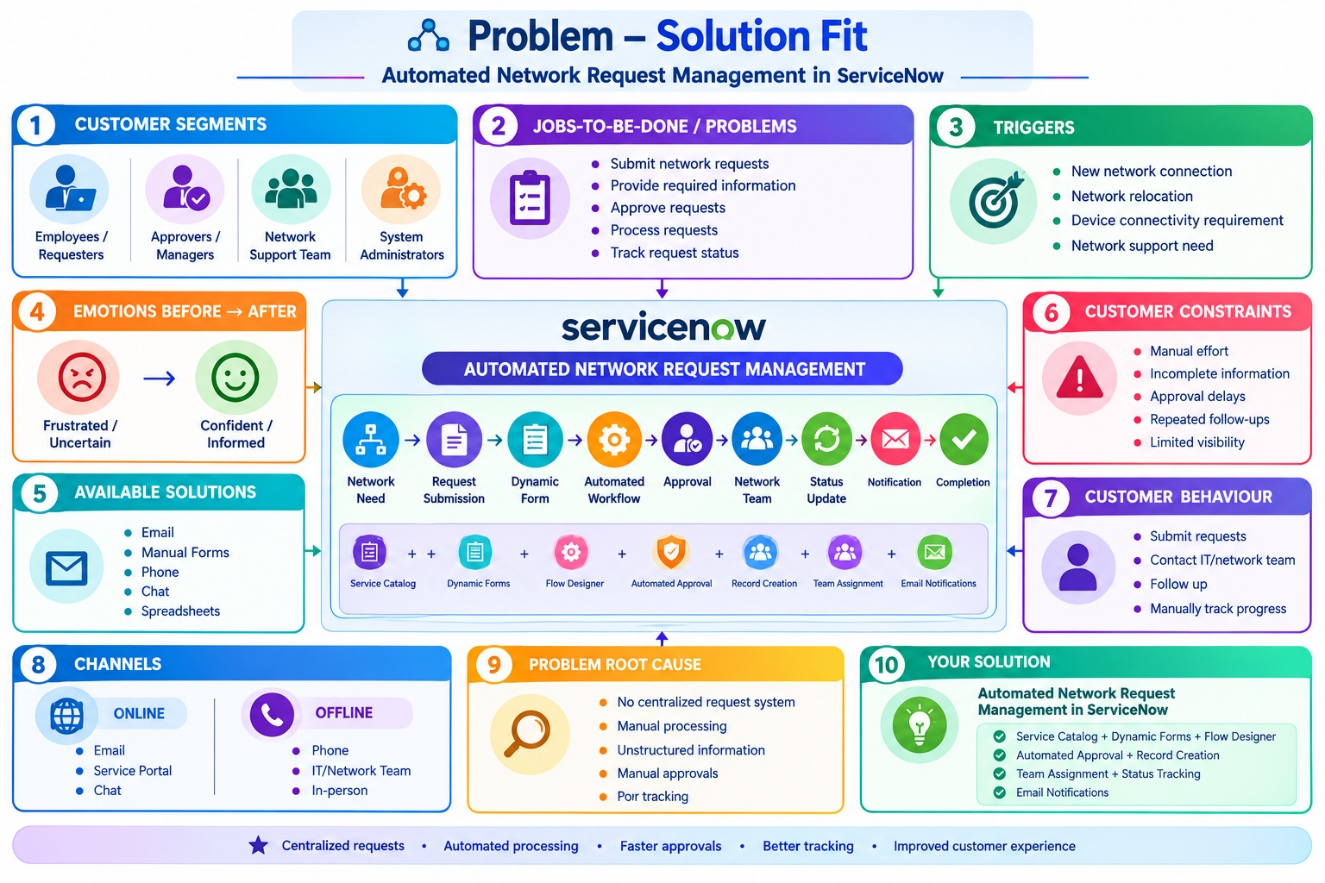 Problem – Solution Fit
Automated Network Request Management in ServiceNow
1 CUSTOMER SEGMENTS
Employees /
Requesters
Approvers /
Managers
Network
Support Team
System
Administrators
2 JOBS-TO-BE-DONE / PROBLEMS
Submit network requests
Provide required information
Approve requests
Process requests
Track request status
3 TRIGGERS
New network connection
Network relocation
Device connectivity requirement
Network support need
4 EMOTIONS BEFORE → AFTER
Frustrated /
Uncertain
Confident /
Informed
5 AVAILABLE SOLUTIONS
Email
Manual Forms
Phone
Chat
Spreadsheets
servicenow
AUTOMATED NETWORK REQUEST MANAGEMENT
Network
Need
Request
Submission
Dynamic
Form
Automated
Workflow
Approval
Network
Team
Status
Update
Notification
Completion
+ + + + + + +
Service Catalog
Dynamic Forms
Flow Designer
Automated Approval
Record Creation
Team Assignment
Email Notifications
6 CUSTOMER CONSTRAINTS
Manual effort
Incomplete information
Approval delays
Repeated follow-ups
Limited visibility
7 CUSTOMER BEHAVIOUR
Submit requests
Contact IT/network team
Follow up
Manually track progress
8 CHANNELS
ONLINE
Email
Service Portal
Chat
OFFLINE
Phone
IT/Network Team
In-person
9 PROBLEM ROOT CAUSE
No centralized request system
Manual processing
Unstructured information
Manual approvals
Porr tracking
10 YOUR SOLUTION
Automated Network Request
Management in ServiceNow
Service Catalog + Dynamic Forms + Flow Designer
Automated Approval + Record Creation
Team Assignment + Status Tracking
Email Notifications
Centralized requests • Automated processing • Faster approvals • Better tracking • Improved customer experience